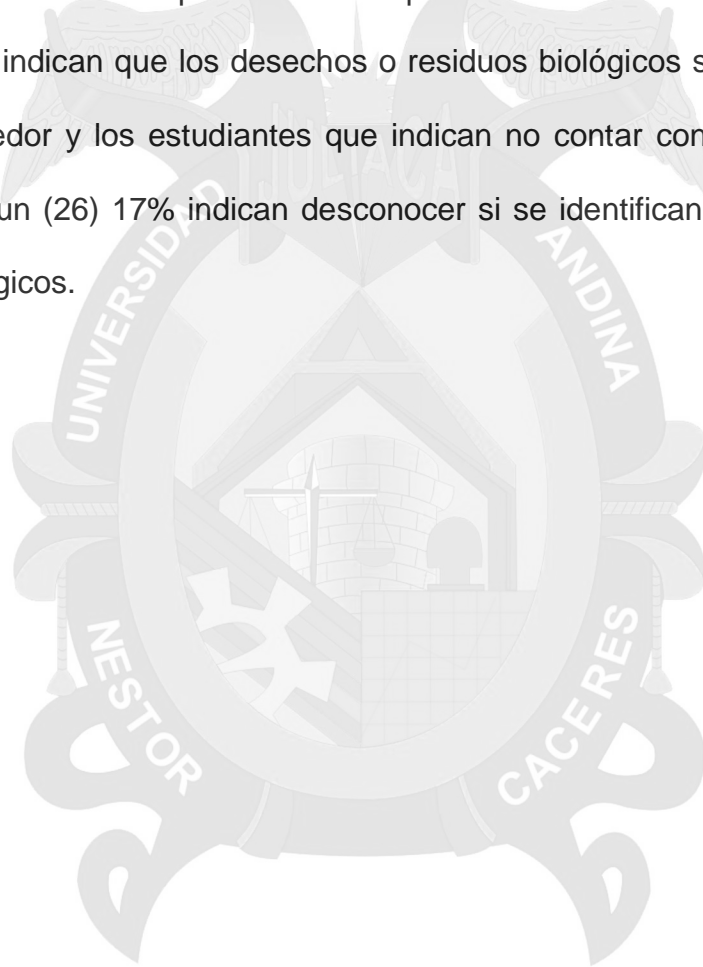 indican que los desechos o residuos biológicos s
edor y los estudiantes que indican no contar con
un (26) 17% indican desconocer si se identifican
gicos.
JULIACA
UNIVERSIDAD
ANDINA
NESTOR
CACERES